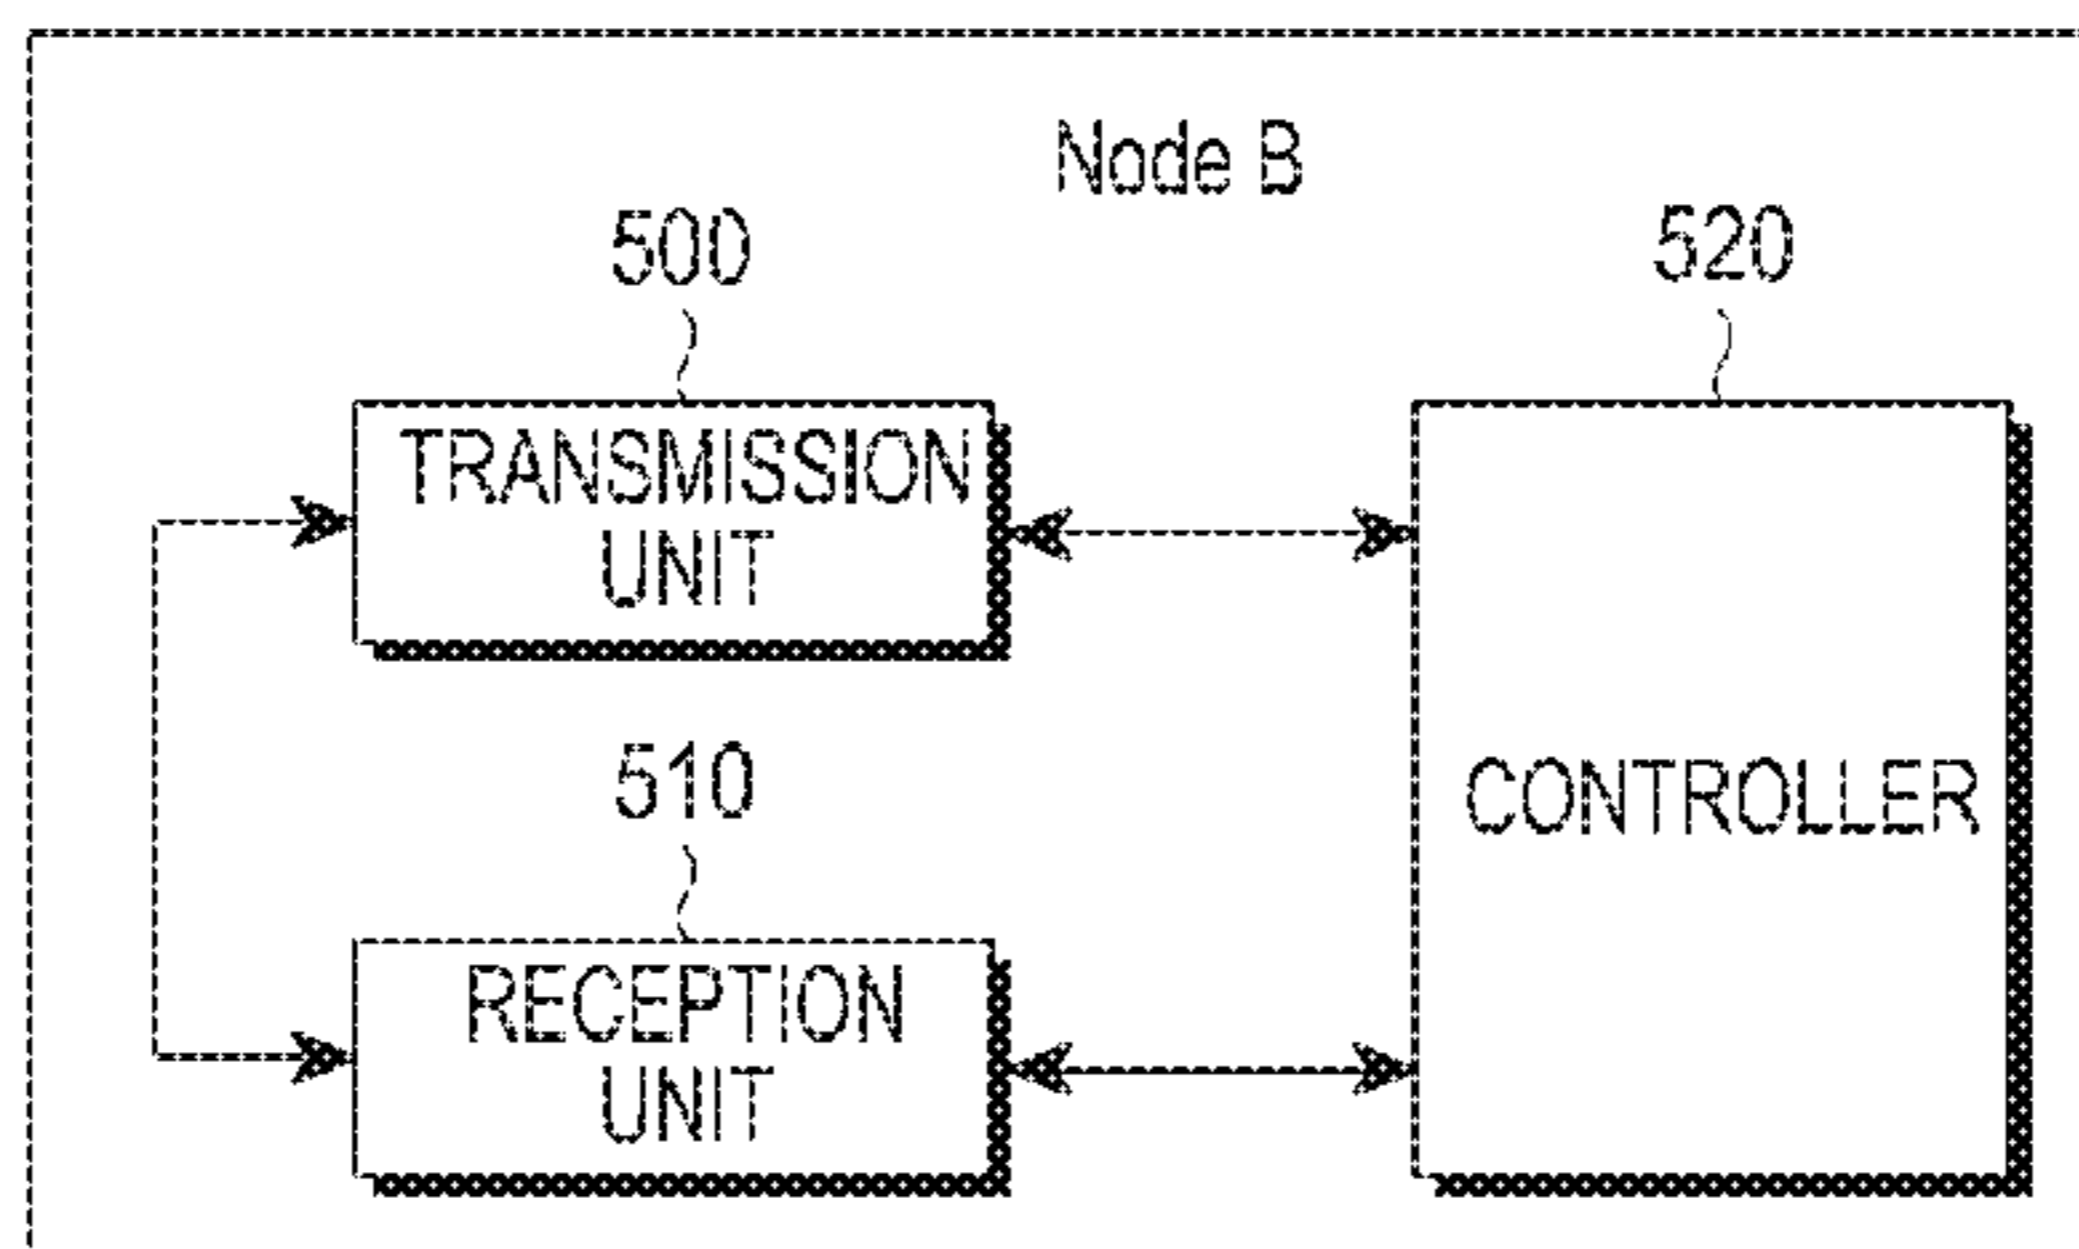 Node B
500
520
TRANSMISSION
UNIT
510
CONTROLLER
RECEPTION
UNIT